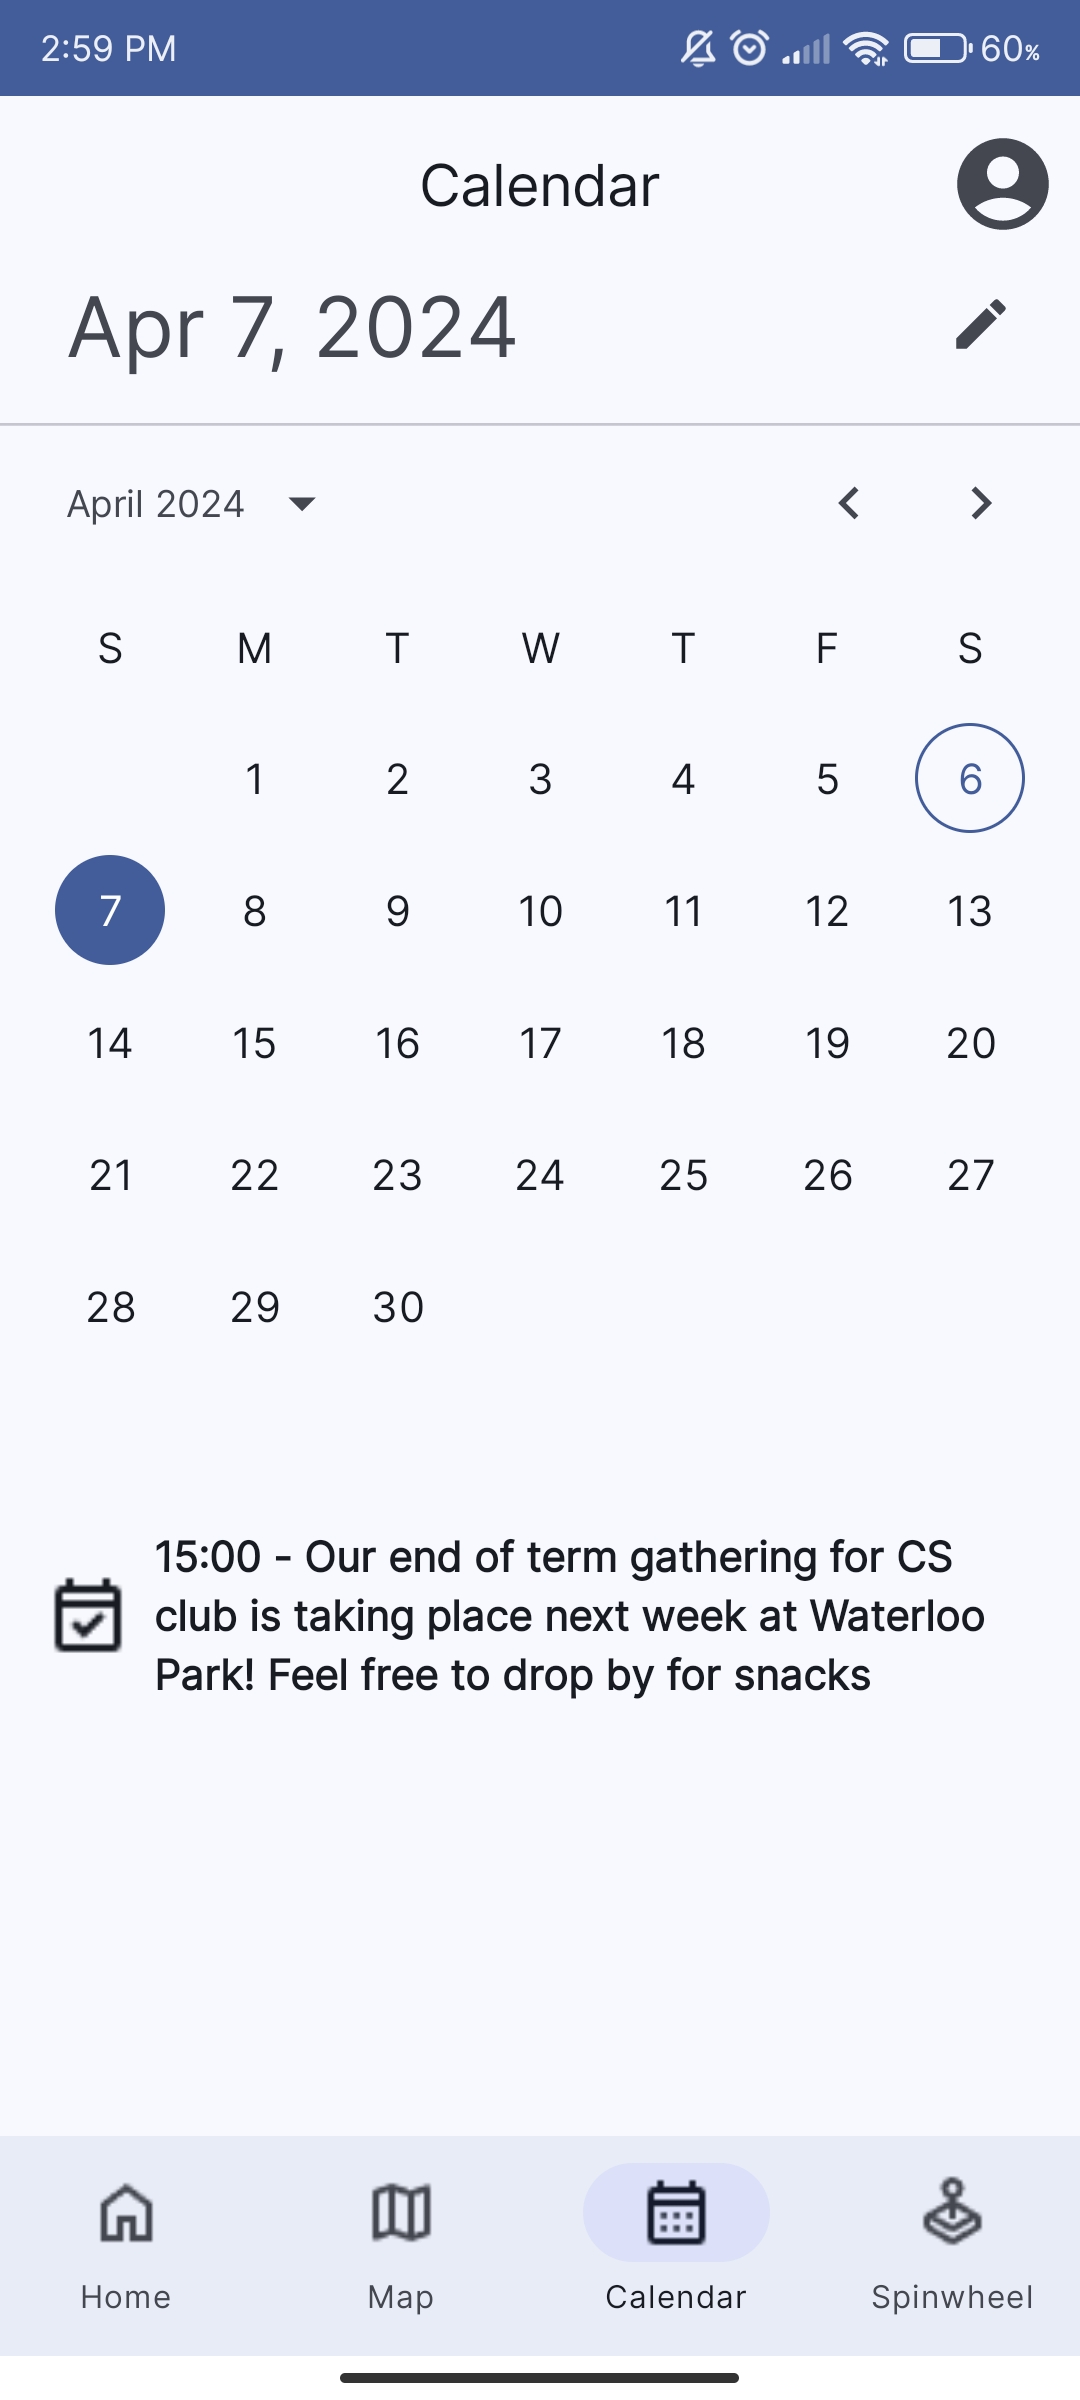 2:59 PM 60%
Calendar
Apr 7, 2024
April 2024
S M T W T F S
1 2 3 4 5 6
7 8 9 10 11 12 13
14 15 16 17 18 19 20
21 22 23 24 25 26 27
28 29 30
15:00 - Our end of term gathering for CS
club is taking place next week at Waterloo
Park! Feel free to drop by for snacks
Home Map Calendar Spinwheel